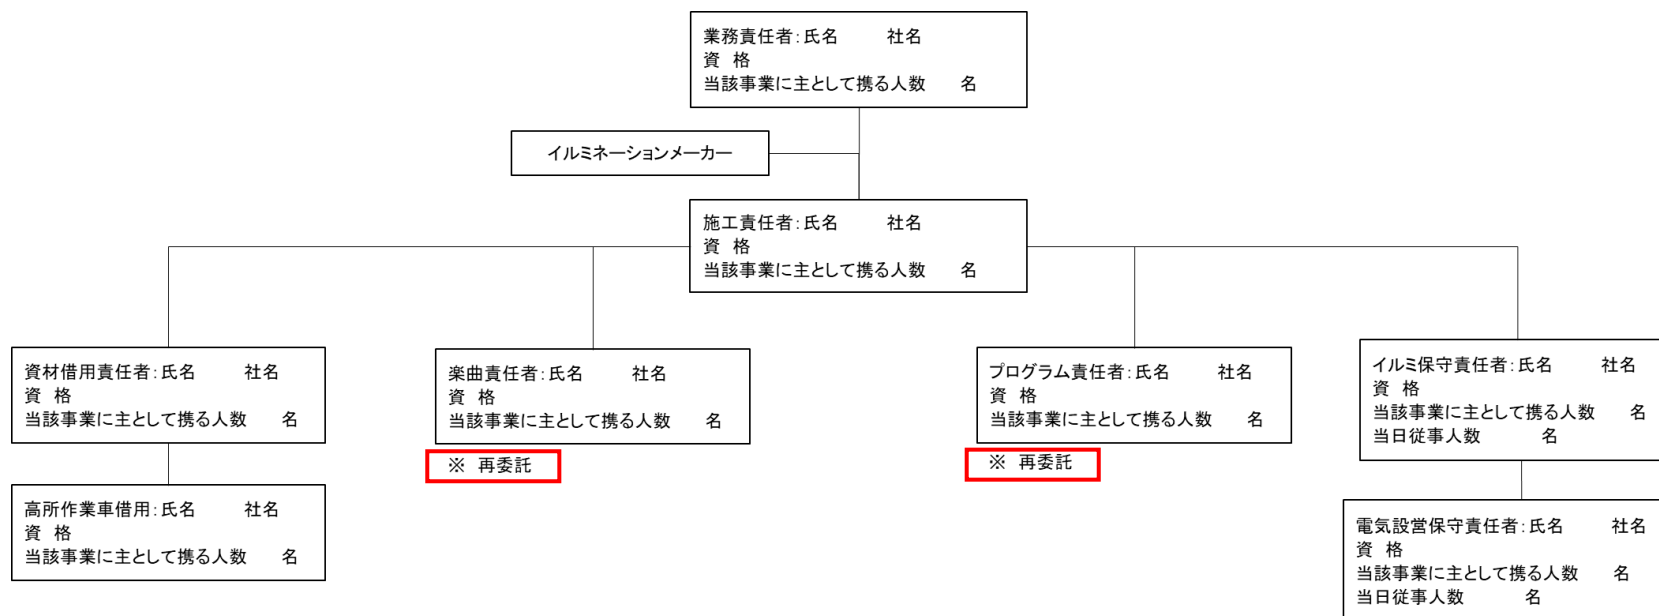 業務責任者：氏名　　　社名
資　格
当該事業に主として携る人数　　名
イルミネーションメーカー
施工責任者：氏名　　　社名
資　格
当該事業に主として携る人数　　名
資材借用責任者：氏名　　　社名
資　格
当該事業に主として携る人数　　名
楽曲責任者：氏名　　　社名
資　格
当該事業に主として携る人数　　名
※　再委託
プログラム責任者：氏名　　　社名
資　格
当該事業に主として携る人数　　名
※　再委託
イルミ保守責任者：氏名　　　社名
資　格
当該事業に主として携る人数　　名
当日従事人数　　　　名
高所作業車借用：氏名　　　社名
資　格
当該事業に主として携る人数　　名
電気設営保守責任者：氏名　　　社名
資　格
当該事業に主として携る人数　　名
当日従事人数　　　　名